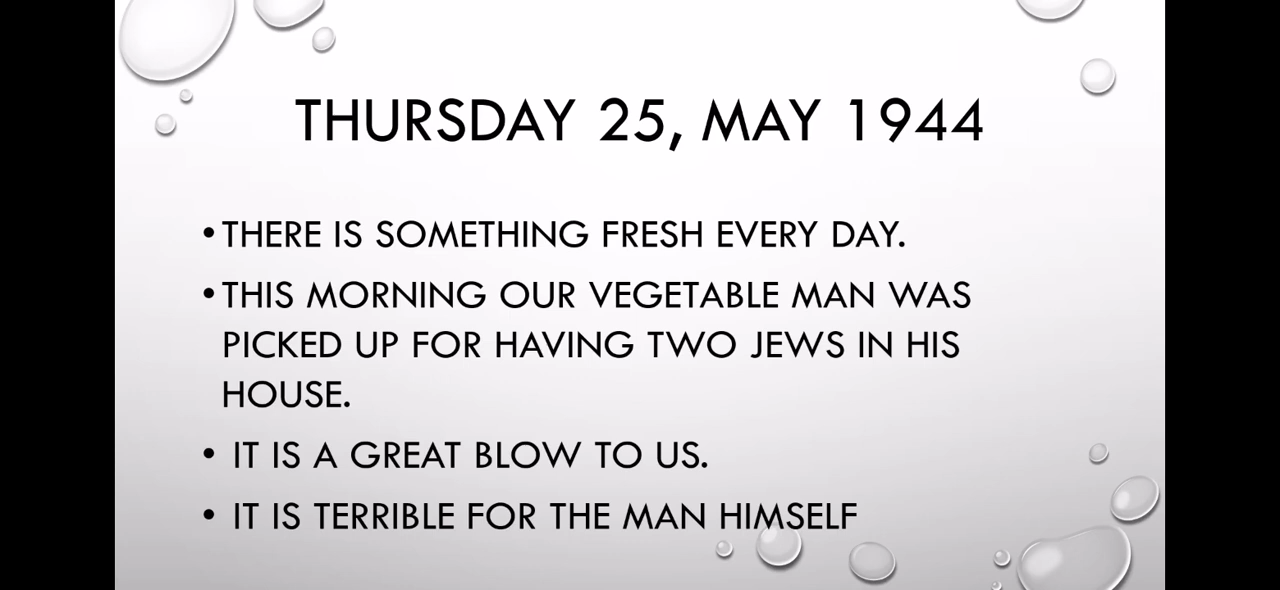 THURSDAY 25, MAY 1944
• THERE IS SOMETHING FRESH EVERY DAY.
• THIS MORNING OUR VEGETABLE MAN WAS
PICKED UP FOR HAVING TWO JEWS IN HIS
HOUSE.
• IT IS A GREAT BLOW TO US.
• IT IS TERRIBLE FOR THE MAN HIMSELF